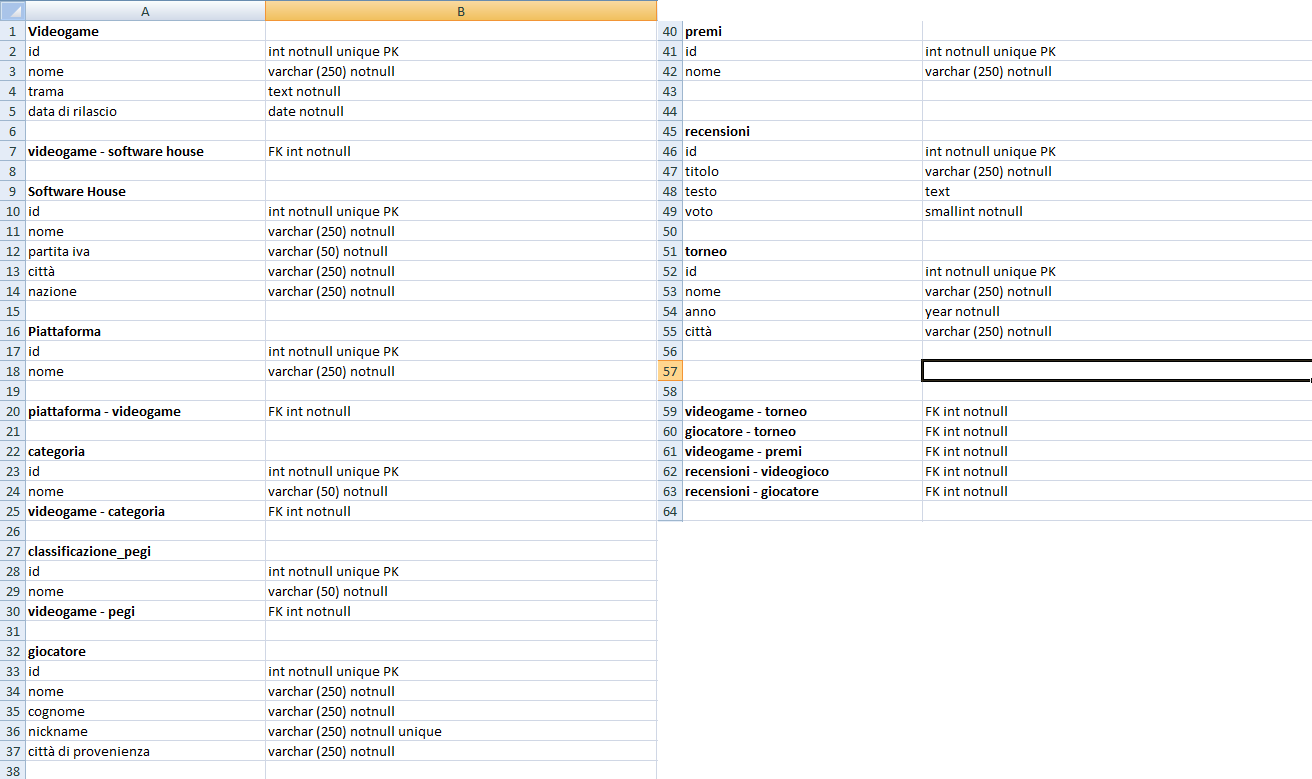 A B
1 Videogame
2 id int notnull unique PK
3 nome varchar (250) notnull
4 trama text notnull
5 data di rilascio date notnull
6
7 videogame - software house FK int notnull
8
9 Software House
10 id int notnull unique PK
11 nome varchar (250) notnull
12 partita iva varchar (50) notnull
13 città varchar (250) notnull
14 nazione varchar (250) notnull
15
16 Piattaforma
17 id int notnull unique PK
18 nome varchar (250) notnull
19
20 piattaforma - videogame FK int notnull
21
22 categoria
23 id int notnull unique PK
24 nome varchar (50) notnull
25 videogame - categoria FK int notnull
26
27 classificazione_pegi
28 id int notnull unique PK
29 nome varchar (50) notnull
30 videogame - pegi FK int notnull
31
32 giocatore
33 id int notnull unique PK
34 nome varchar (250) notnull
35 cognome varchar (250) notnull
36 nickname varchar (250) notnull unique
37 città di provenienza varchar (250) notnull
38
40 premi
41 id int notnull unique PK
42 nome varchar (250) notnull
43
44
45 recensioni
46 id int notnull unique PK
47 titolo varchar (250) notnull
48 testo text
49 voto smallint notnull
50
51 torneo
52 id int notnull unique PK
53 nome varchar (250) notnull
54 anno year notnull
55 città varchar (250) notnull
56
57
58
59 videogame - torneo FK int notnull
60 giocatore - torneo FK int notnull
61 videogame - premi FK int notnull
62 recensioni - videogioco FK int notnull
63 recensioni - giocatore FK int notnull
64